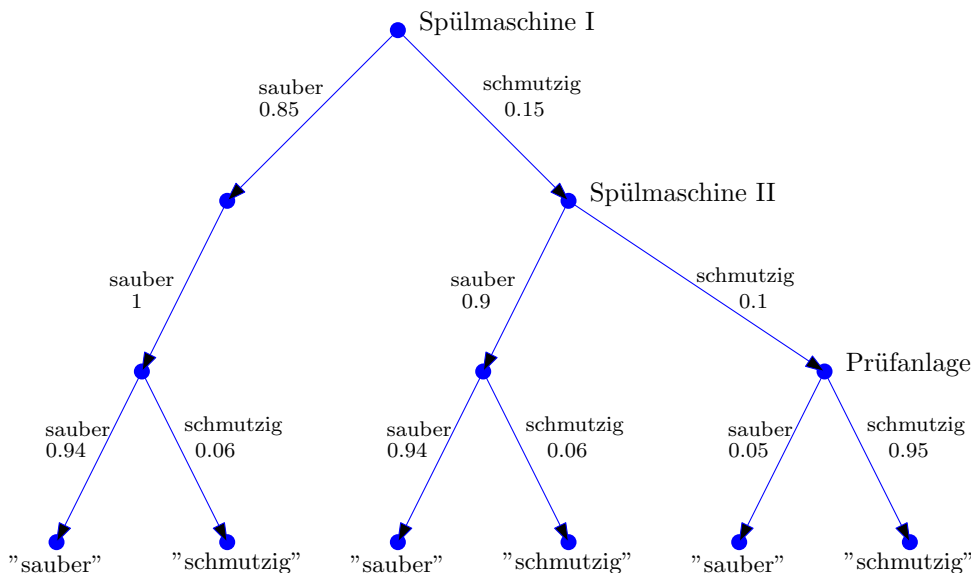 Spülmaschine I
sauber
0.85
schmutzig
0.15
Spülmaschine II
sauber
1
sauber
0.9
schmutzig
0.1
Prüfanlage
sauber
0.94
schmutzig
0.06
sauber
0.94
schmutzig
0.06
sauber
0.05
schmutzig
0.95
"sauber"
"schmutzig"
"sauber"
"schmutzig"
"sauber"
"schmutzig"